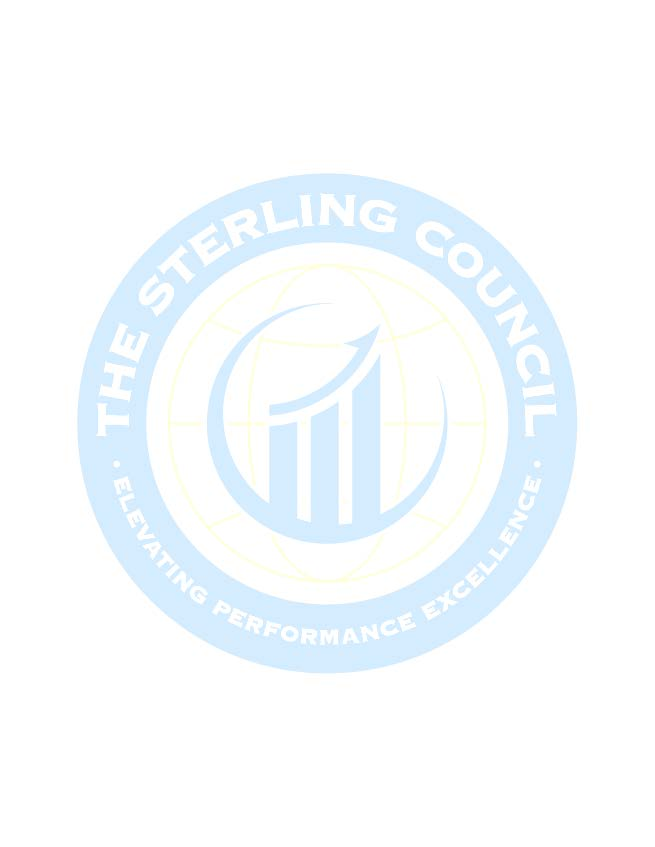 THE STERLING COUNCIL
· ELEVATING PERFORMANCE EXCELLENCE ·